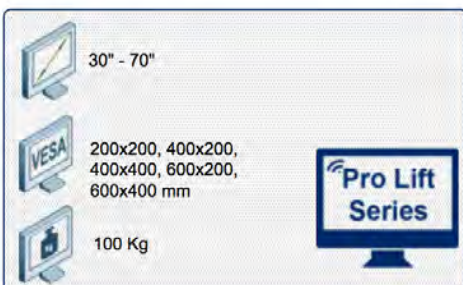 30" - 70"
VESA
200x200, 400x200,
400x400, 600x200,
600x400 mm
100 Kg
Pro Lift
Series